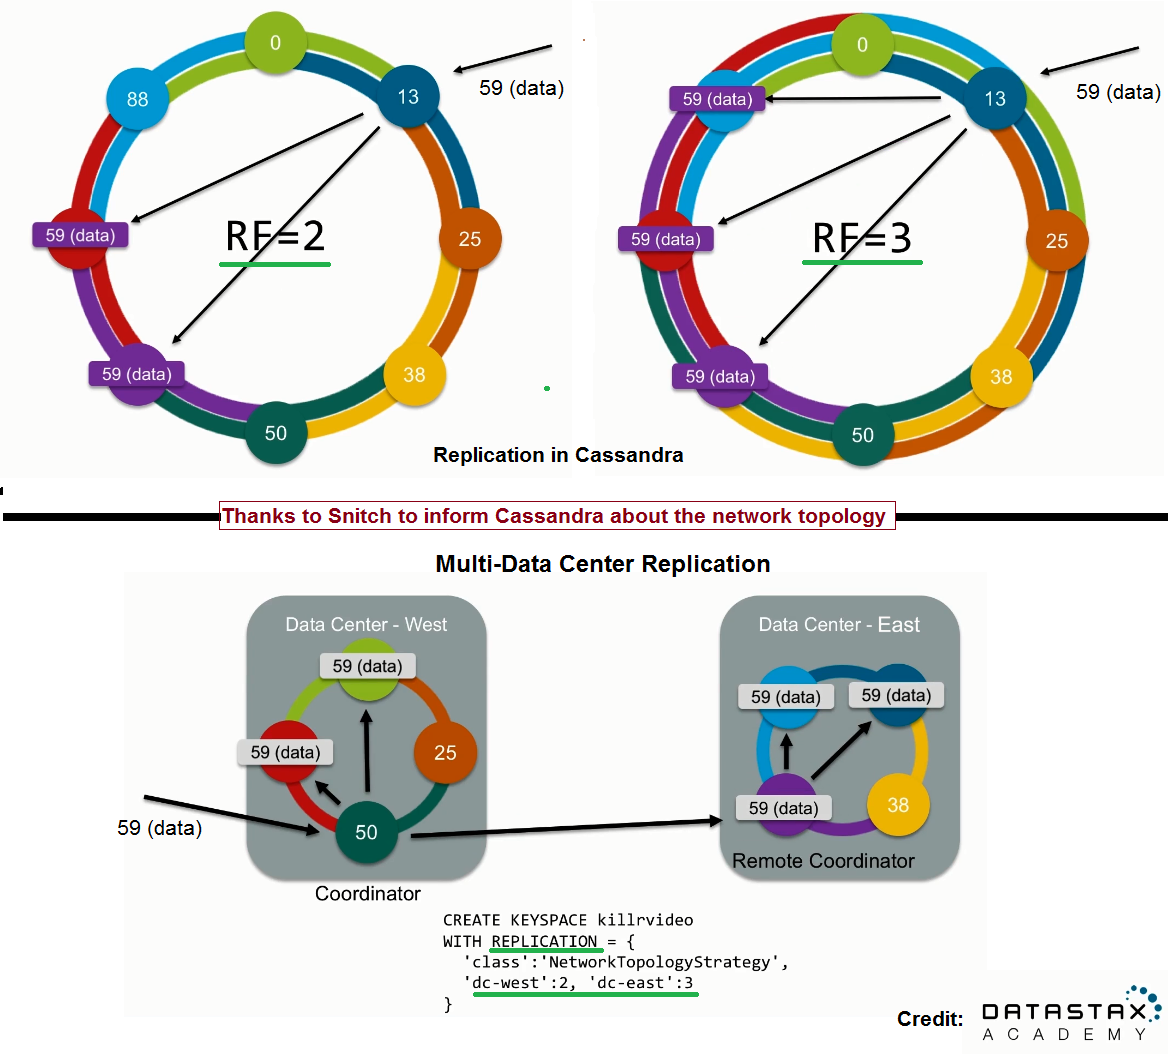 0
88
13
59 (data)
59 (data)
RF=2
25
59 (data)
38
50
0
59 (data)
13
59 (data)
59 (data)
RF=3
25
59 (data)
38
50
Replication in Cassandra
Thanks to Snitch to inform Cassandra about the network topology
Multi-Data Center Replication
Data Center - West
59 (data)
59 (data)
25
59 (data)
50
Coordinator
Data Center - East
59 (data)
59 (data)
59 (data)
38
Remote Coordinator
CREATE KEYSPACE killrvideo
WITH REPLICATION = {
'class':'NetworkTopologyStrategy',
'dc-west':2, 'dc-east':3
}
Credit:
DATASTAX
ACADEMY